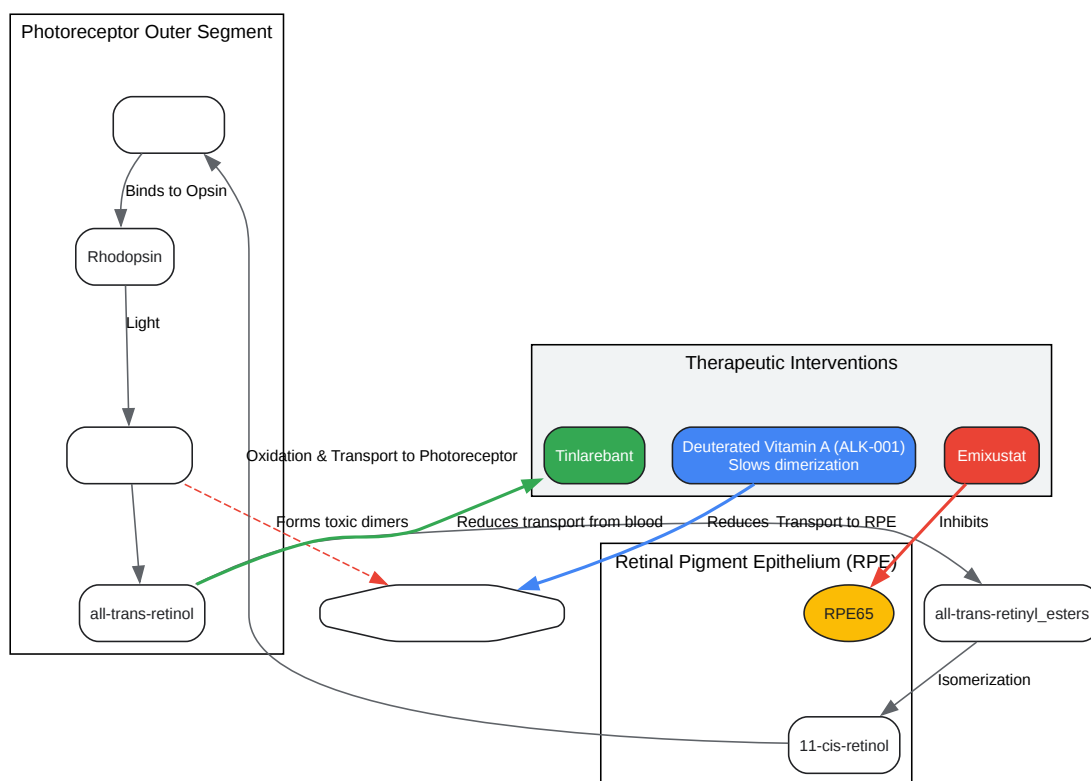 Photoreceptor Outer Segment
Binds to Opsin
Rhodopsin
Light
Therapeutic Interventions
Tinlarebant
Deuterated Vitamin A (ALK-001)
Slows dimerization
Emixustat
Oxidation & Transport to Photoreceptor
Forms toxic dimers
Reduces transport from blood
Reduces
Transport to RPE
Inhibits
Retinal Pigment Epithelium (RPE)
all-trans-retinol
RPE65
all-trans-retinyl_esters
Isomerization
11-cis-retinol